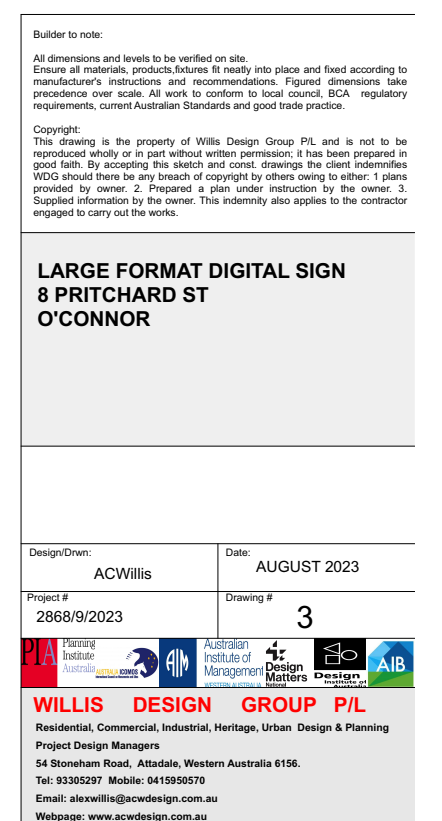 Builder to note:
All dimensions and levels to be verified on site.
Ensure all materials, products,fixtures fit neatly into place and fixed according to
manufacturer's instructions and recommendations. Figured dimensions take
precedence over scale. All work to conform to local council, BCA regulatory
requirements, current Australian Standards and good trade practice.
Copyright:
This drawing is the property of Willis Design Group P/L and is not to be
reproduced wholly or in part without written permission; it has been prepared in
good faith. By accepting this sketch and const. drawings the client indemnifies
WDG should there be any breach of copyright by others owing to either: 1 plans
provided by owner. 2. Prepared a plan under instruction by the owner. 3.
Supplied information by the owner. This indemnity also applies to the contractor
engaged to carry out the works.
LARGE FORMAT DIGITAL SIGN
8 PRITCHARD ST
O'CONNOR
Design/Drwn:
ACWillis
Date:
AUGUST 2023
Project #
2868/9/2023
Drawing #
3
PIA
Planning
Institute
Australia
AUSTRALIA ICOMOS
AIM
Australian
Institute of
Management
WESTERN AUSTRALIA
Design
Matters
National
Design
Institute of
Australia
AIB
WILLIS DESIGN GROUP P/L
Residential, Commercial, Industrial, Heritage, Urban Design & Planning
Project Design Managers
54 Stoneham Road, Attadale, Western Australia 6156.
Tel: 93305297 Mobile: 0415950570
Email: alexwillis@acwdesign.com.au
Webpage: www.acwdesign.com.au